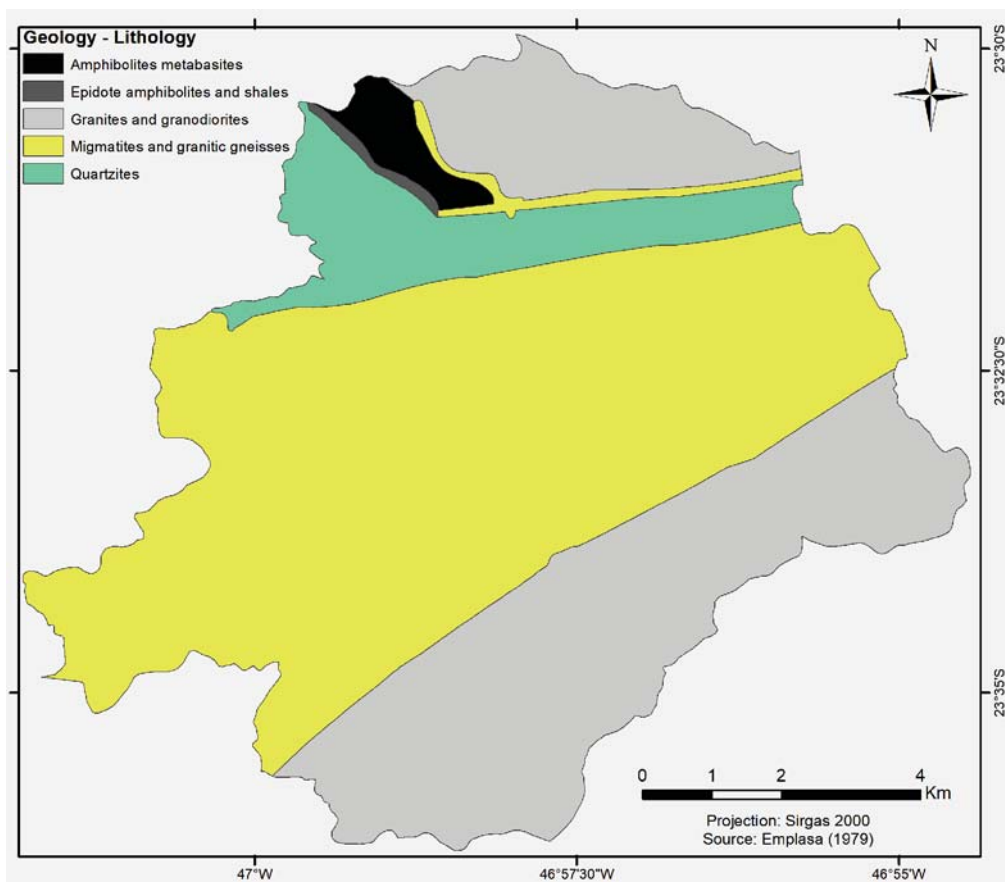 Geology - Lithology
Amphibolites metabasites
Epidote amphibolites and shales
Granites and granodiorites
Migmatites and granitic gneisses
Quartzites
N
23°30'S
23°32'30"S
23°35'S
0 1 2 4
Km
Projection: Sirgas 2000
Source: Emplasa (1979)
47°W 46°57'30"W 46°55'W